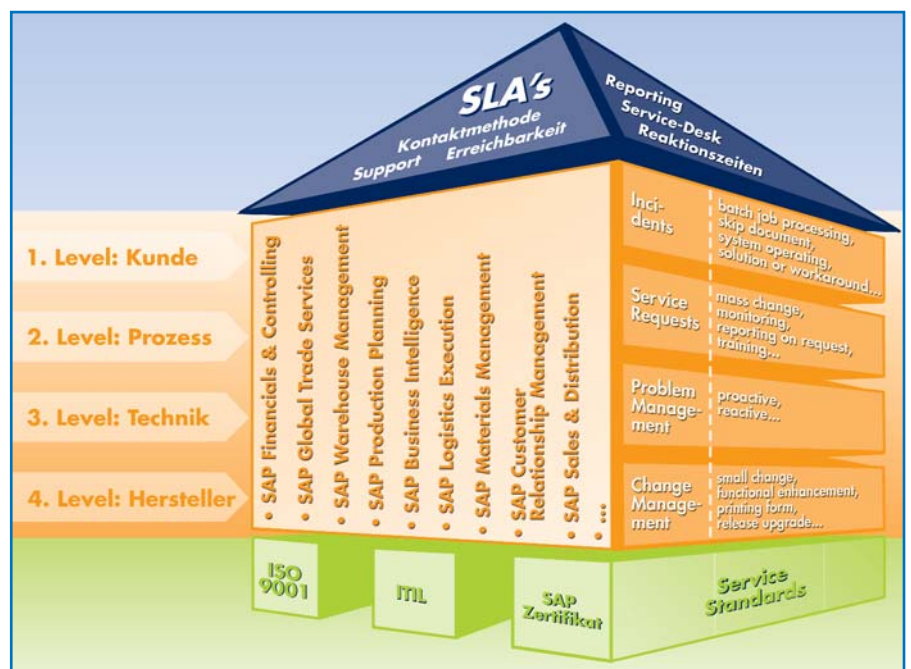 SLA's
Kontaktmethode
Support Erreichbarkeit
Reporting
Service-Desk
Reaktionszeiten
1. Level: Kunde
2. Level: Prozess
3. Level: Technik
4. Level: Hersteller
• SAP Financials & Controlling
• SAP Global Trade Services
• SAP Warehouse Management
• SAP Production Planning
• SAP Business Intelligence
• SAP Logistics Execution
• SAP Materials Management
• SAP Customer
Relationship Management
• SAP Sales & Distribution
• ...
Inci-
dents
batch job processing,
skip document,
system operating,
solution or workaround...
Service
Requests
mass change,
monitoring,
reporting on request,
training...
Problem
Manage-
ment
proactive,
reactive...
Change
Manage-
ment
small change,
functional enhancement,
printing form,
release upgrade...
ISO
9001
ITIL
SAP
Zertifikat
Service
Standards